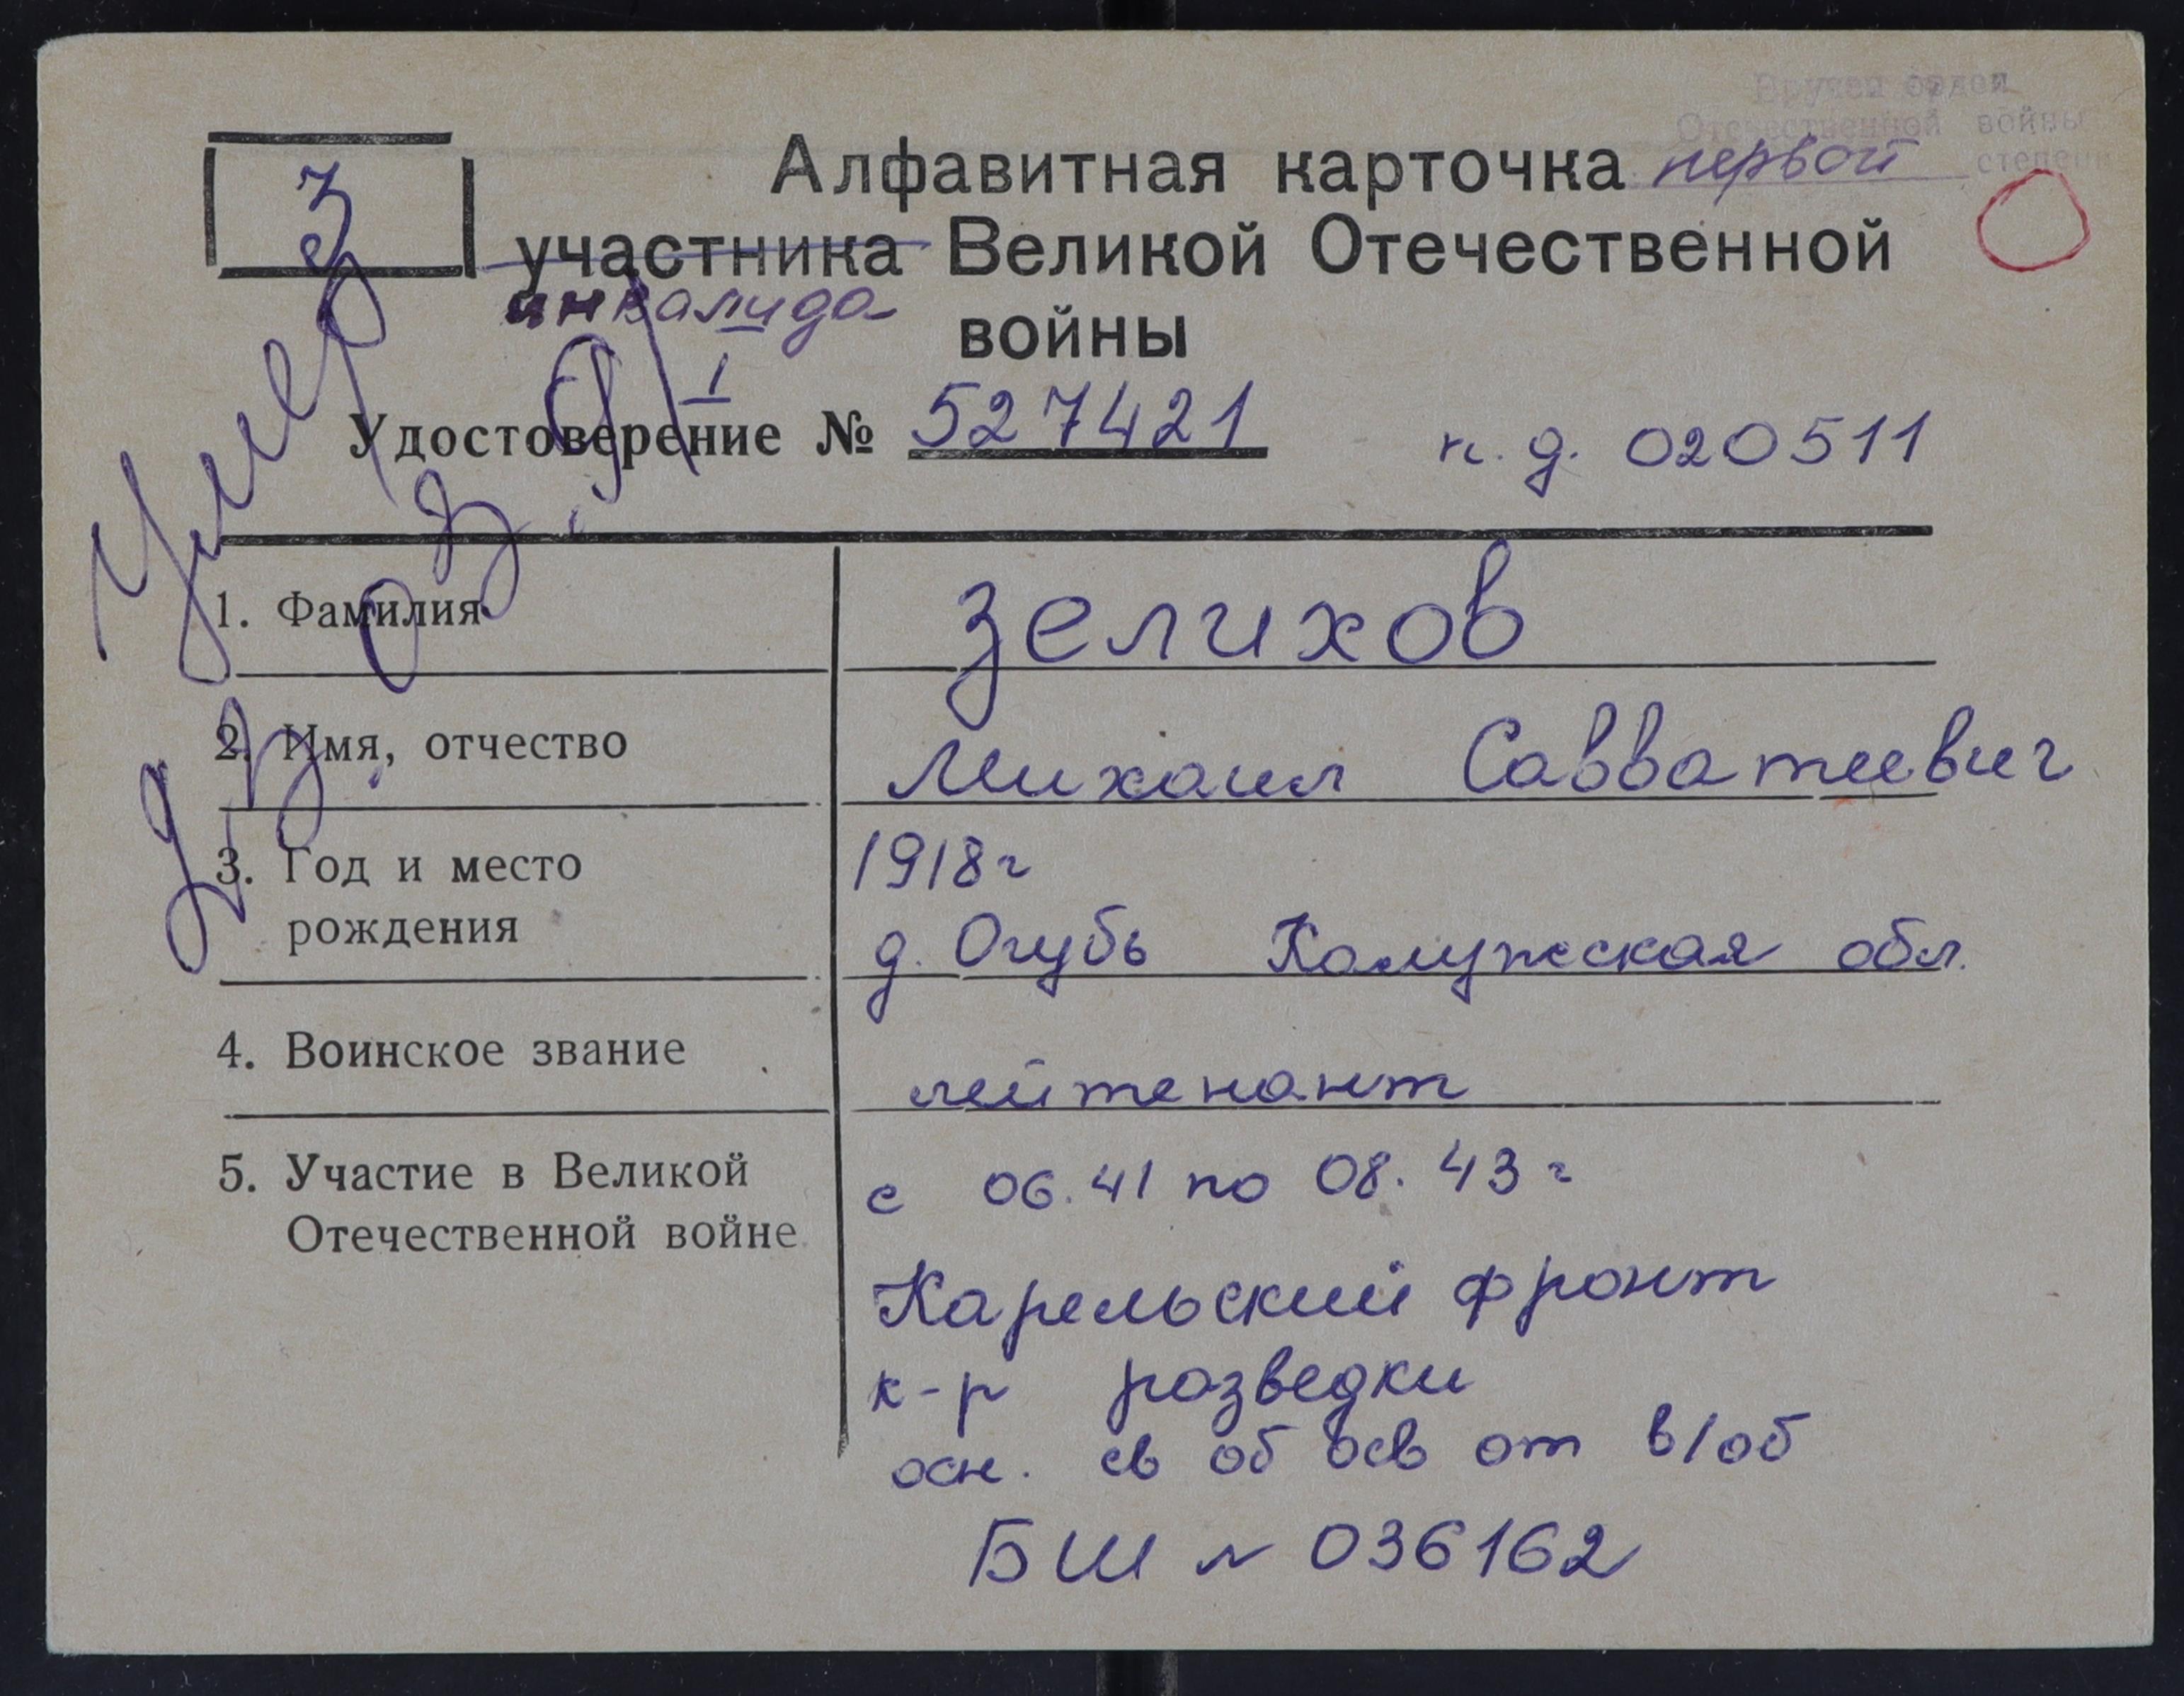 Вручен орден
Отечественной войны
первой степени
З
Алфавитная карточка
участника Великой Отечественной
инвалида
войны
I
Удостоверение № 527421 п. д. 020511
Умер
1. Фамилия Зелихов
2. Имя, отчество Михаил Савватеевич
3. Год и место 1918г
рождения д. Огубь Калужская обл.
4. Воинское звание лейтенант
5. Участие в Великой с 06.41 по 08.43г
Отечественной войне
Карельский фронт
к-р розведки
осн. св об осв от в/об
БШ № 036162